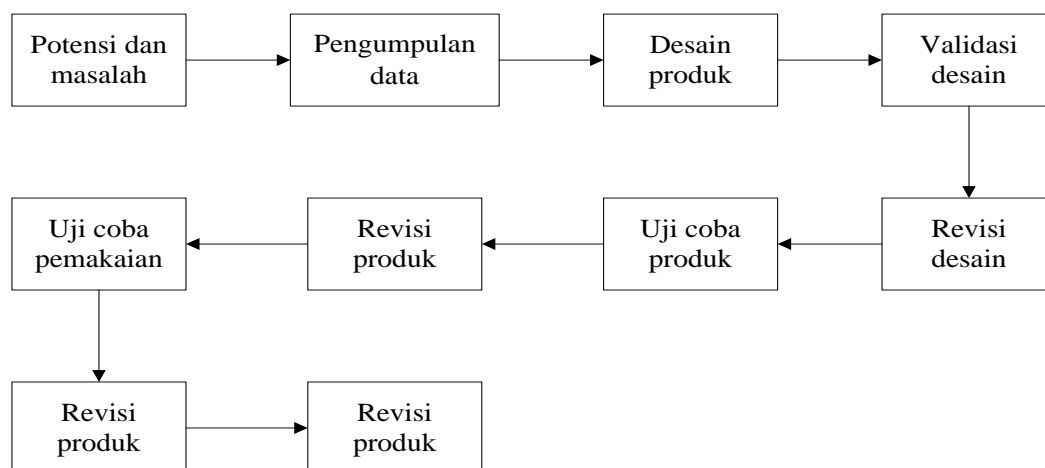 Potensi dan
masalah
Pengumpulan
data
Desain
produk
Validasi
desain
Revisi
desain
Uji coba
produk
Revisi
produk
Uji coba
pemakaian
Revisi
produk
Revisi
produk